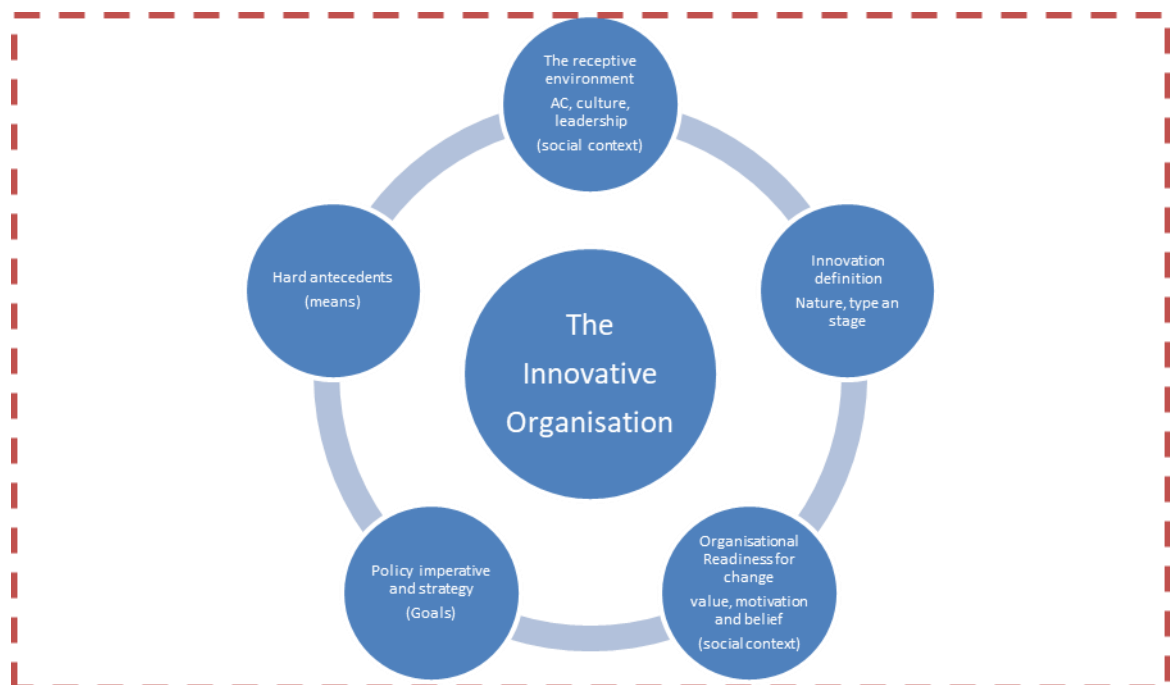 The receptive
environment
AC, culture,
leadership
(social context)
Innovation
definition
Nature, type an
stage
Organisational
Readiness for
change
value, motivation
and belief
(social context)
Policy imperative
and strategy
(Goals)
Hard antecedents
(means)
The
Innovative
Organisation